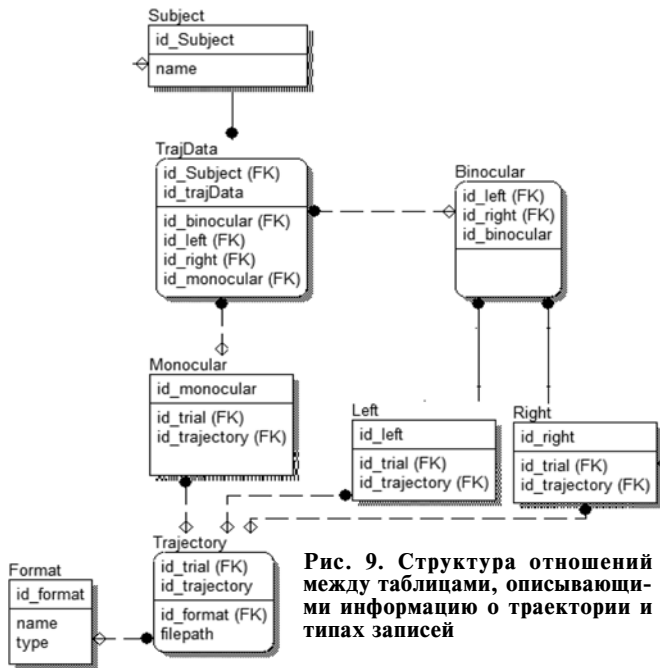 Subject
id_Subject
name
TrajData
id_Subject (FK)
id_trajData
id_binocular (FK)
id_left (FK)
id_right (FK)
id_monocular (FK)
Binocular
id_left (FK)
id_right (FK)
id_binocular
Monocular
id_monocular
id_trial (FK)
id_trajectory (FK)
Left
id_left
id_trial (FK)
id_trajectory (FK)
Right
id_right
id_trial (FK)
id_trajectory (FK)
Trajectory
id_trial (FK)
id_trajectory
id_format (FK)
filepath
Format
id_format
name
type
Рис. 9. Структура отношений
между таблицами, описывающи-
ми информацию о траектории и
типах записей